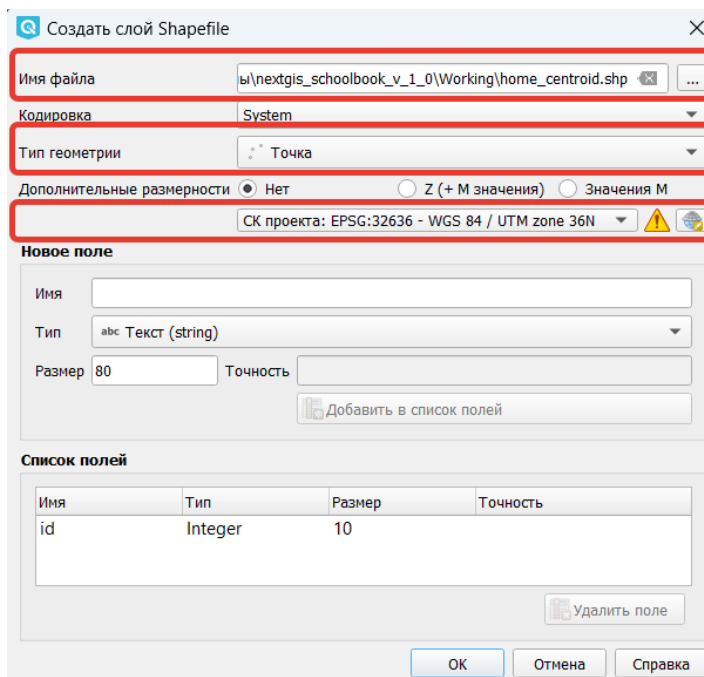 Создать слой Shapefile
Имя файла ы\nextgis_schoolbook_v_1_0\Working\home_centroid.shp ...
Кодировка System
Тип геометрии Точка
Дополнительные размерности Нет Z (+ M значения) Значения M
СК проекта: EPSG:32636 - WGS 84 / UTM zone 36N
Новое поле
Имя
Тип abc Текст (string)
Размер 80 Точность
Добавить в список полей
Список полей
Имя Тип Размер Точность
id Integer 10
Удалить поле
ОК Отмена Справка